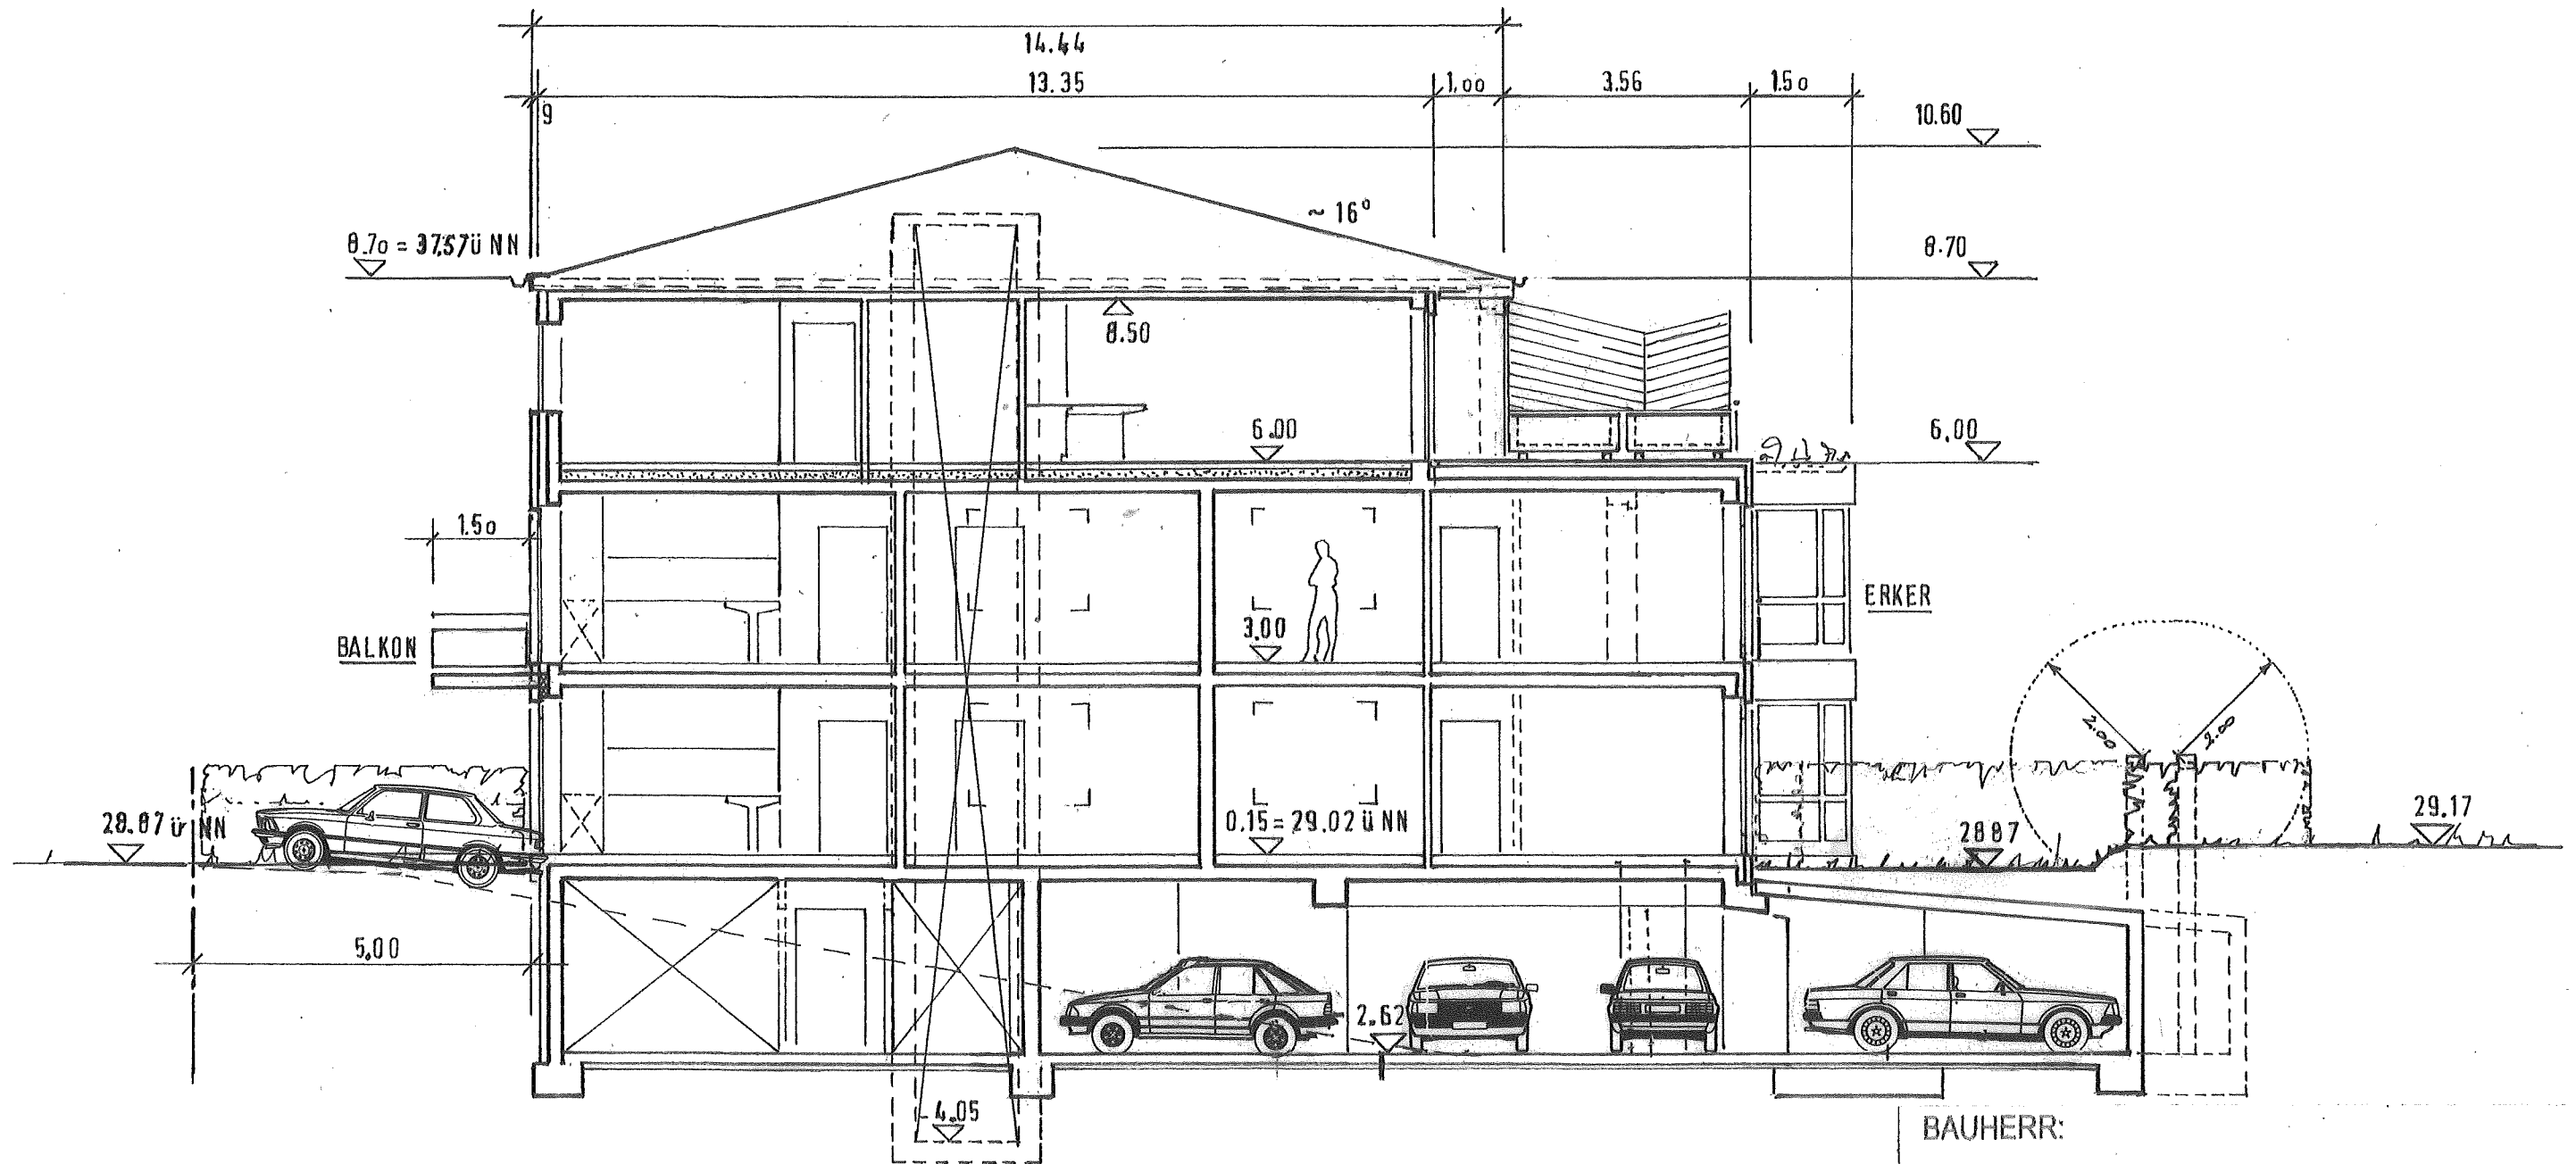 14.44
9 13.35 1,00 3.56 1.50
10.60
~ 16°
8.70 = 37,57 Ü NN
8.70
8.50
6.00
6,00
1.50
ERKER
3,00
BALKON
2.00 2.00
0.15 = 29.02 ü NN
28.87 ü NN
29.17
2887
5,00
2.62
-4.05
BAUHERR: